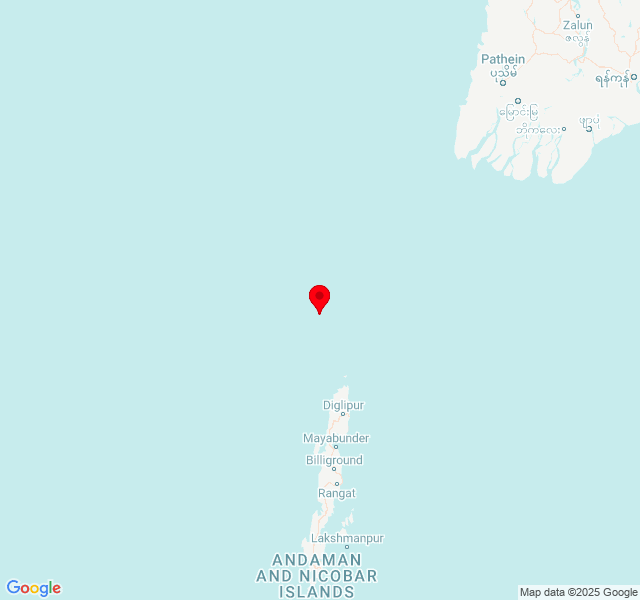 Zalun
ဇလွန်
Pathein
ပုသိမ်
ရန်ကုန်
မြောင်းမြ
ဘိုကလေး
ဖျာပုံ
Diglipur
Mayabunder
Billiground
Rangat
Lakshmanpur
ANDAMAN
AND NICOBAR
ISLANDS
Google
Map data ©2025 Google